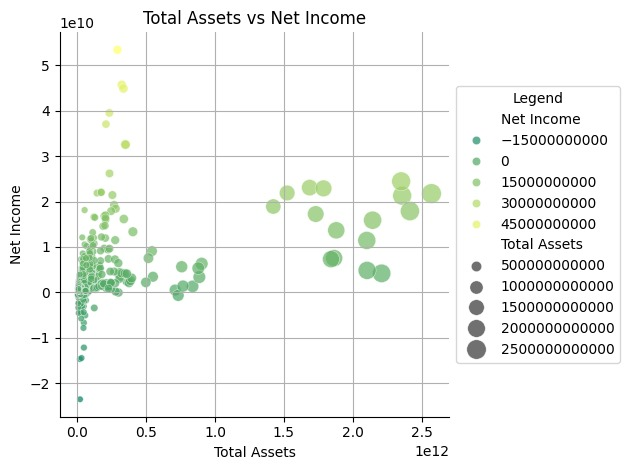 Total Assets vs Net Income
1e10
5
4
3
2
1
0
−1
−2
Net Income
0.0 0.5 1.0 1.5 2.0 2.5
1e12
Total Assets
Legend
Net Income
−15000000000
0
15000000000
30000000000
45000000000
Total Assets
500000000000
1000000000000
1500000000000
2000000000000
2500000000000